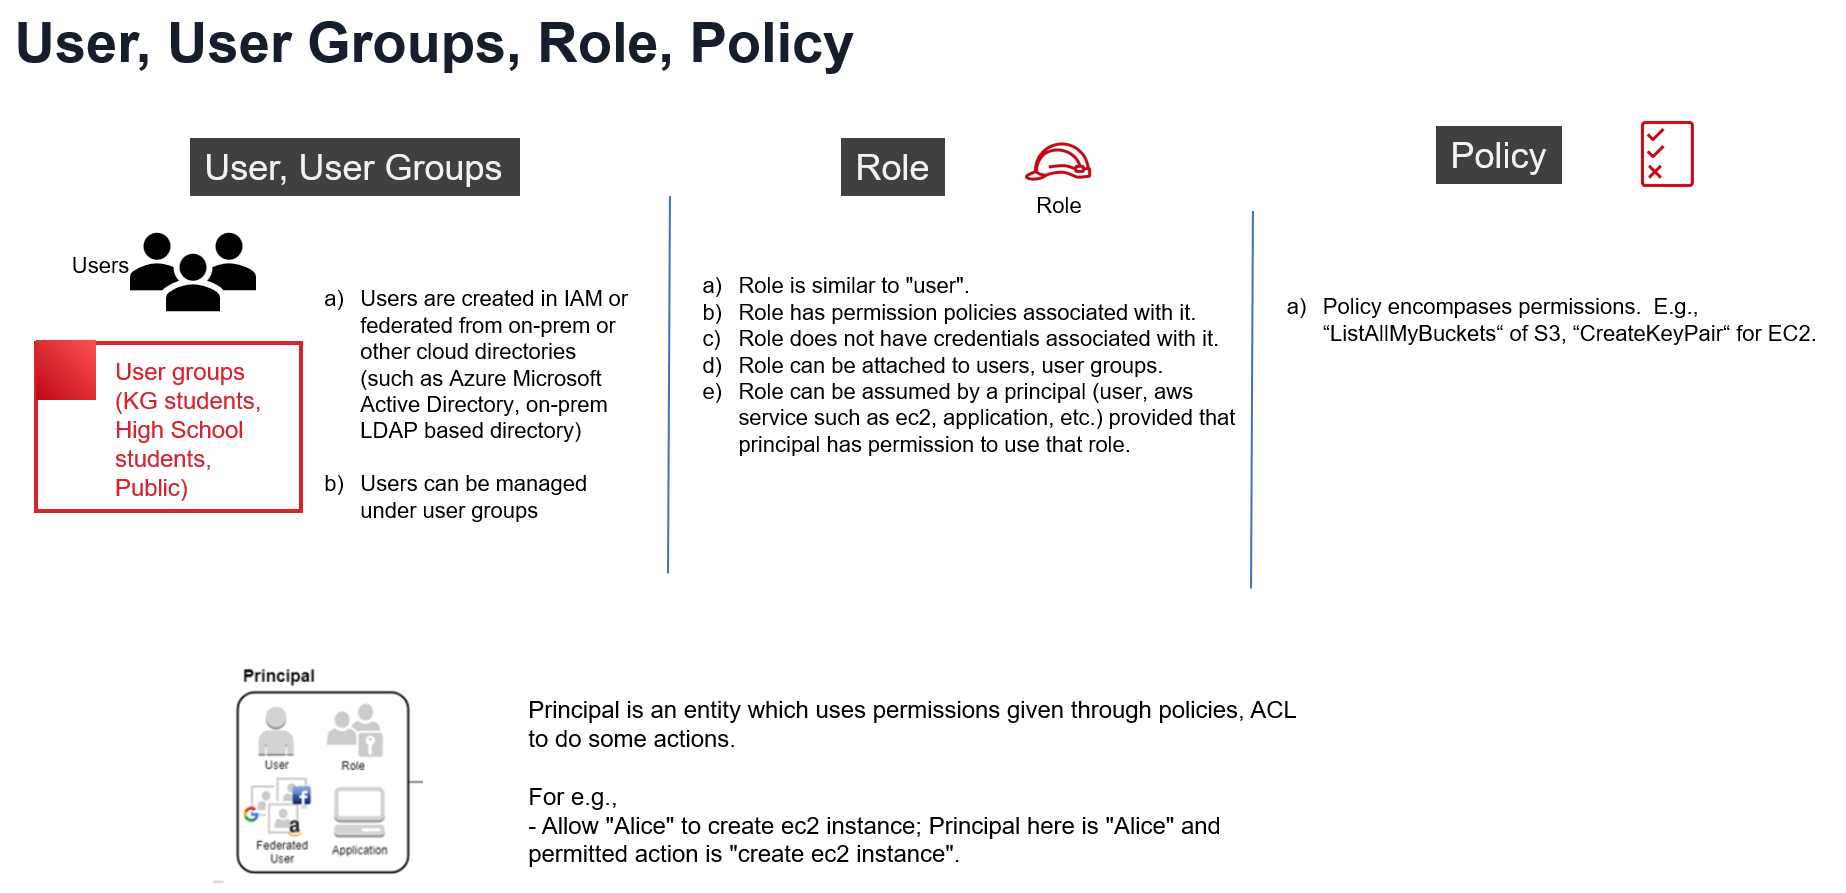 User, User Groups, Role, Policy
User, User Groups
Users
User groups
(KG students,
High School
students,
Public)
a) Users are created in IAM or
federated from on-prem or
other cloud directories
(such as Azure Microsoft
Active Directory, on-prem
LDAP based directory)
b) Users can be managed
under user groups
Role
Role
a) Role is similar to "user".
b) Role has permission policies associated with it.
c) Role does not have credentials associated with it.
d) Role can be attached to users, user groups.
e) Role can be assumed by a principal (user, aws
service such as ec2, application, etc.) provided that
principal has permission to use that role.
Policy
a) Policy encompases permissions. E.g.,
“ListAllMyBuckets“ of S3, “CreateKeyPair“ for EC2.
Principal
User
Role
Federated
User
Application
Principal is an entity which uses permissions given through policies, ACL
to do some actions.
For e.g.,
- Allow "Alice" to create ec2 instance; Principal here is "Alice" and
permitted action is "create ec2 instance".